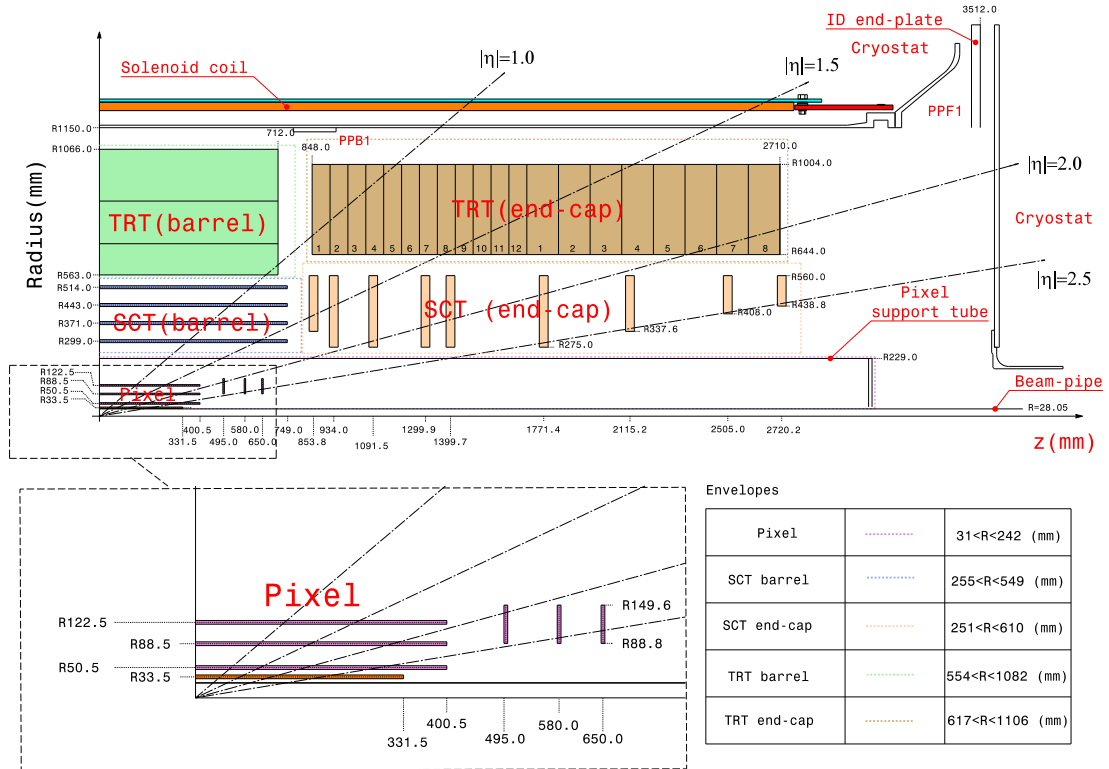 ID end-plate
3512.0
Cryostat
|η|=1.0
|η|=1.5
Solenoid coil
PPF1
R1150.0
712.0
PPB1
R1066.0
848.0
2710.0
R1004.0
|η|=2.0
Radius(mm)
TRT(barrel)
TRT(end-cap)
Cryostat
1 2 3 4 5 6 7 8 9 10 11 12 1 2 3 4 5 6 7 8
R644.0
R563.0
R514.0
R443.0
R371.0
R299.0
SCT(barrel)
SCT (end-cap)
R560.0
R438.8
R408.0
R337.6
R275.0
|η|=2.5
Pixel
support tube
R229.0
R122.5
R88.5
R50.5
R33.5
Pixel
Beam-pipe
R=28.05
400.5 580.0 749.0 934.0 1299.9 1771.4 2115.2 2505.0 2720.2
331.5 495.0 650.0 853.8 1091.5 1399.7
z(mm)
Pixel
R122.5
R88.5
R50.5
R33.5
R149.6
R88.8
400.5 580.0
331.5 495.0 650.0
Envelopes
Pixel 31<R<242 (mm)
SCT barrel 255<R<549 (mm)
SCT end-cap 251<R<610 (mm)
TRT barrel 554<R<1082 (mm)
TRT end-cap 617<R<1106 (mm)